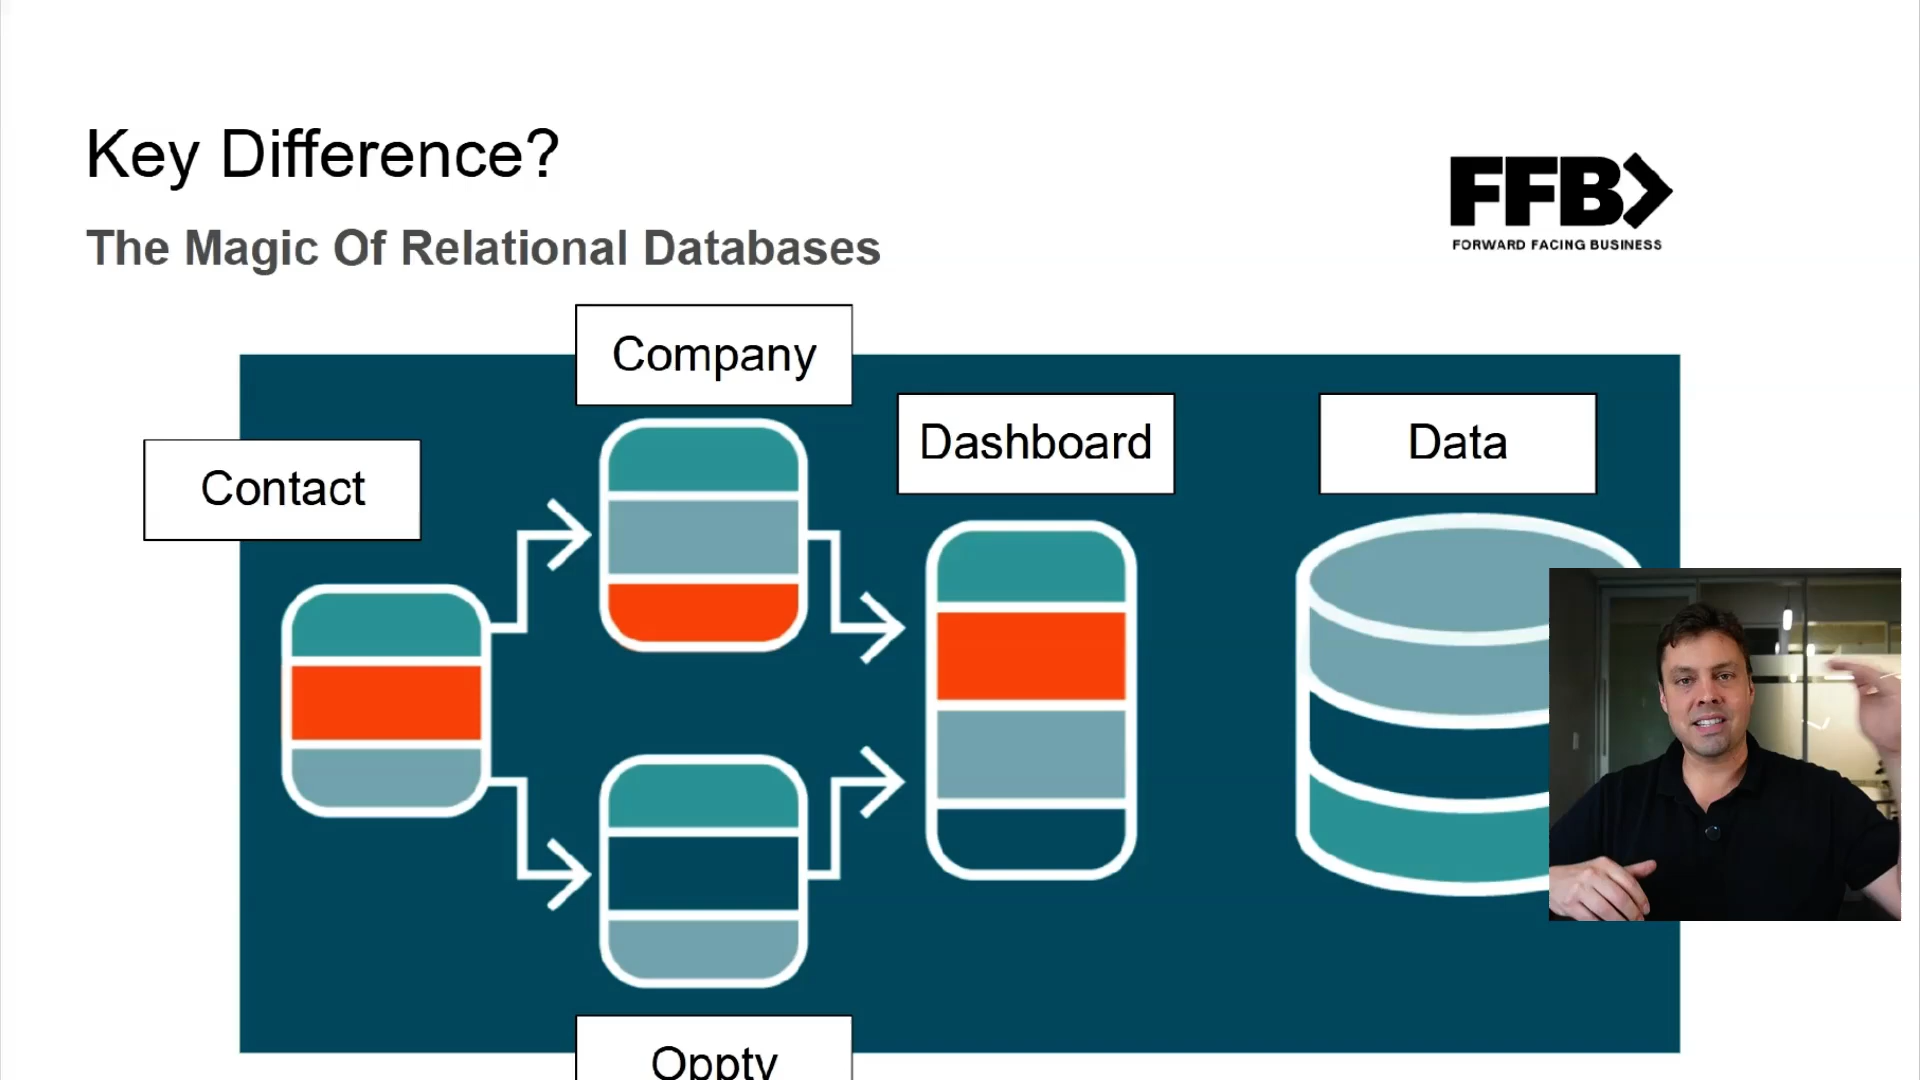 Key Difference?
The Magic Of Relational Databases
FFB
FORWARD FACING BUSINESS
Company
Contact
Dashboard
Data
Oppty